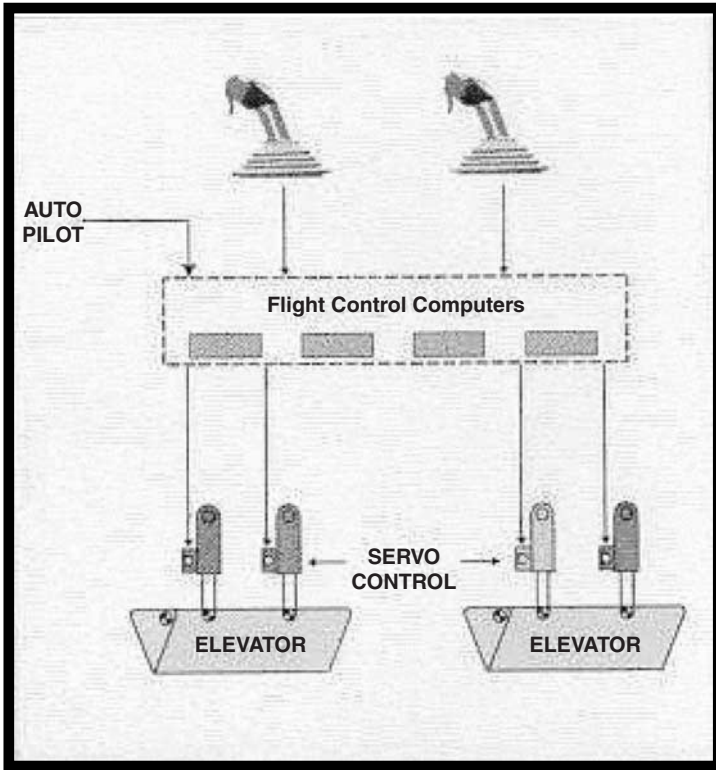 AUTO
PILOT
Flight Control Computers
SERVO
CONTROL
ELEVATOR
ELEVATOR